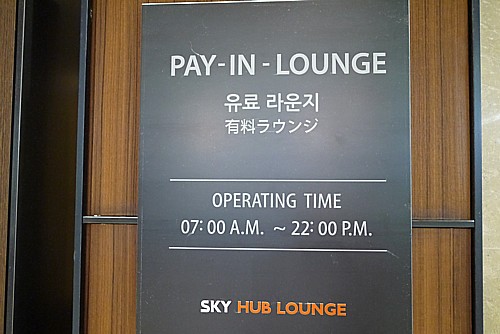 PAY-IN-LOUNGE
유료 라운지
有料ラウンジ
OPERATING TIME
07:00 A.M. ~ 22:00 P.M.
SKY HUB LOUNGE